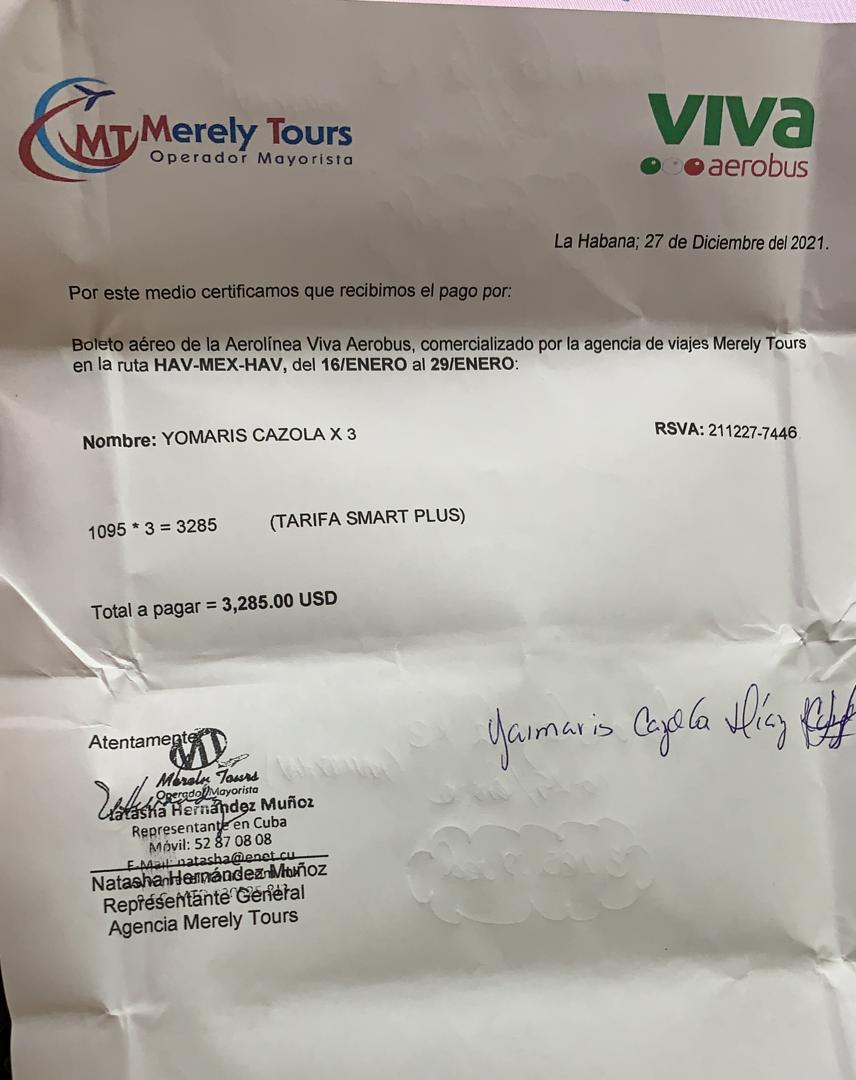 MT Merely Tours
Operador Mayorista
VIVa
aerobus
La Habana; 27 de Diciembre del 2021.
Por este medio certificamos que recibimos el pago por:
Boleto aéreo de la Aerolínea Viva Aerobus, comercializado por la agencia de viajes Merely Tours
en la ruta HAV-MEX-HAV, del 16/ENERO al 29/ENERO:
Nombre: YOMARIS CAZOLA X 3
RSVA: 211227-7446
1095 * 3 = 3285 (TARIFA SMART PLUS)
Total a pagar = 3,285.00 USD
Yaimaris Cazola Díaz
Atentamente
MT
Merely Tours
Operador Mayorista
Natasha Hernández Muñoz
Representante en Cuba
Móvil: 52 87 08 08
E-Mail: natasha@enet.cu
Natasha Hernández Muñoz
Representante General
Agencia Merely Tours